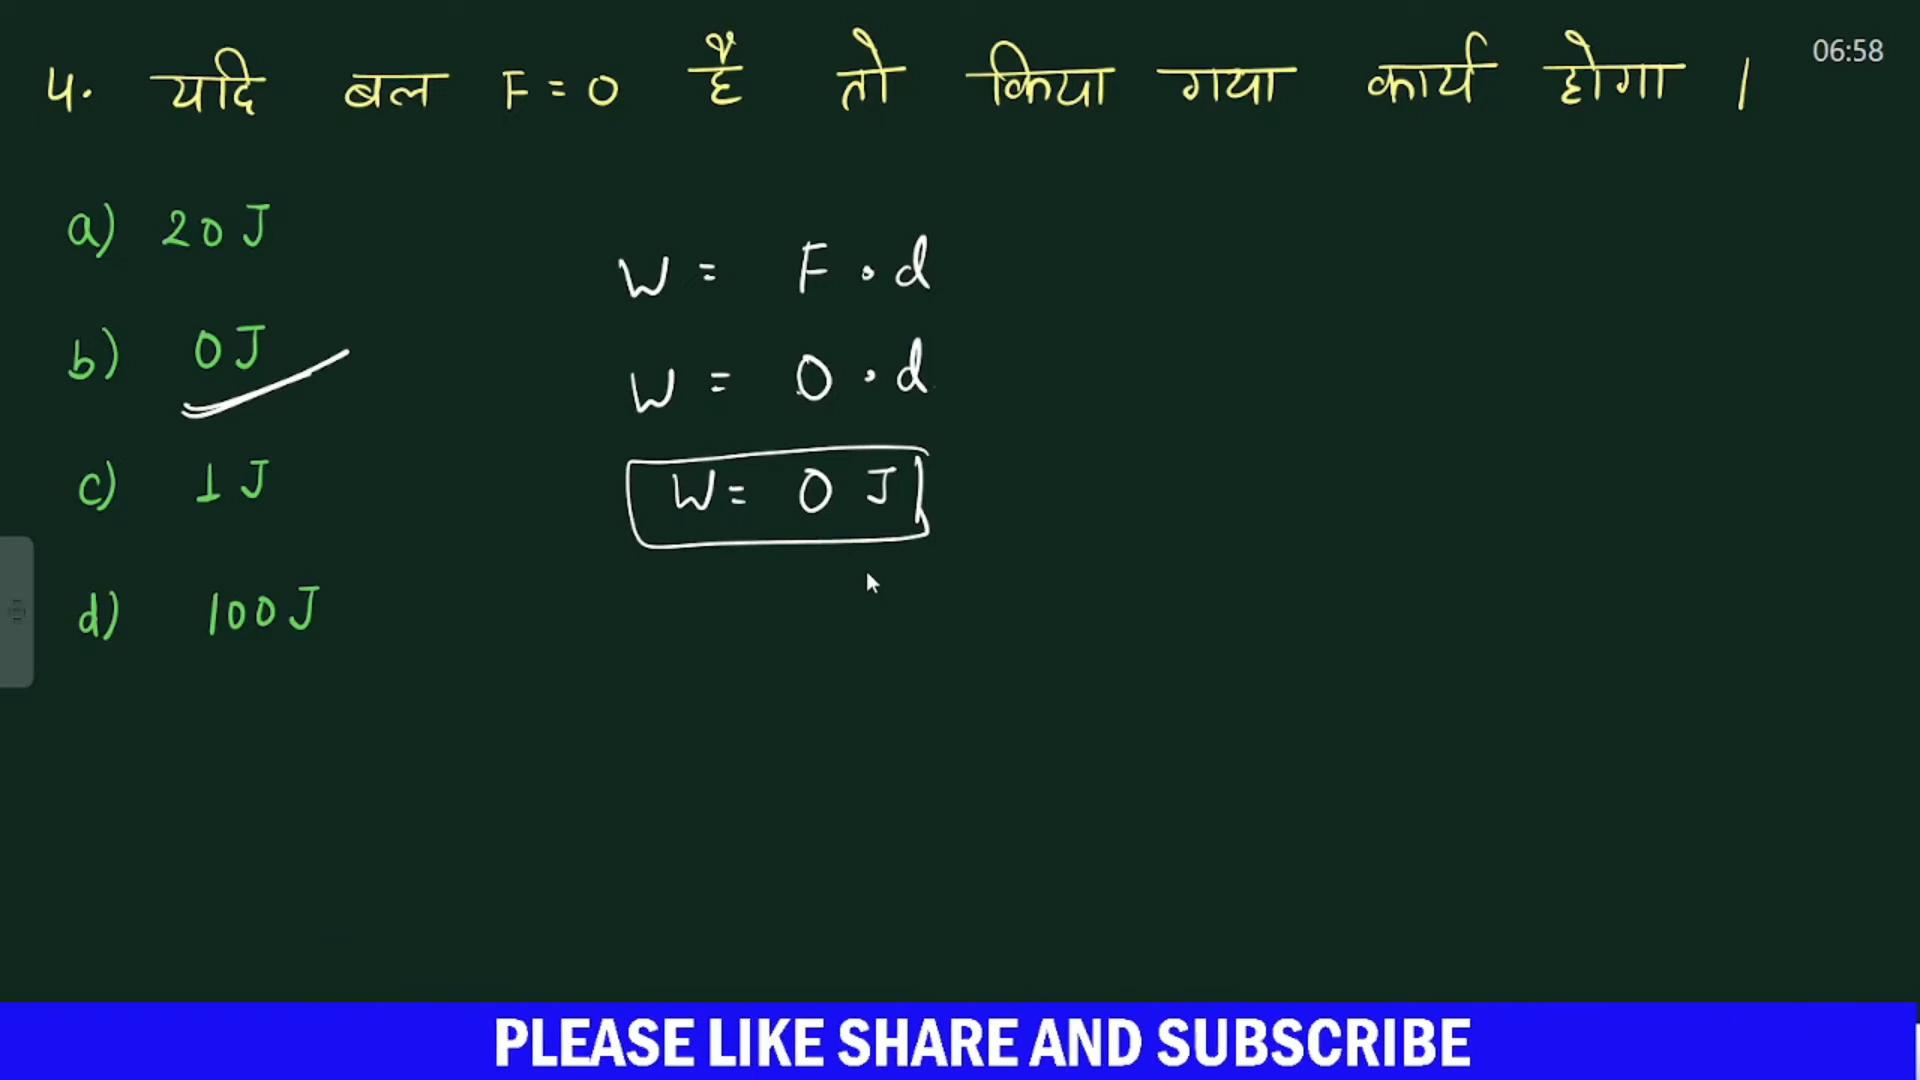 4. यदि बल F = 0 है तो किया गया कार्य होगा ।
06:58
a) 20 J
b) 0 J
c) 1 J
d) 100 J
W = F . d
W = 0 . d
W = 0 J
PLEASE LIKE SHARE AND SUBSCRIBE